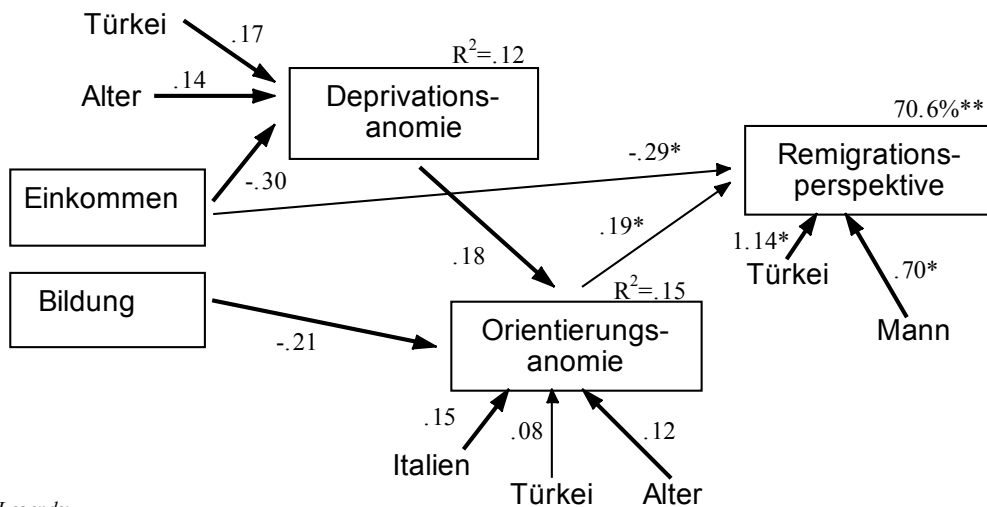 Türkei
.17
R²=.12
Alter
.14
Deprivations-
anomie
70.6%**
-.30
-.29*
Remigrations-
perspektive
Einkommen
.19*
1.14*
Türkei
.70*
Mann
.18
Bildung
-.21
R²=.15
Orientierungs-
anomie
.15
Italien
.08
Türkei
.12
Alter